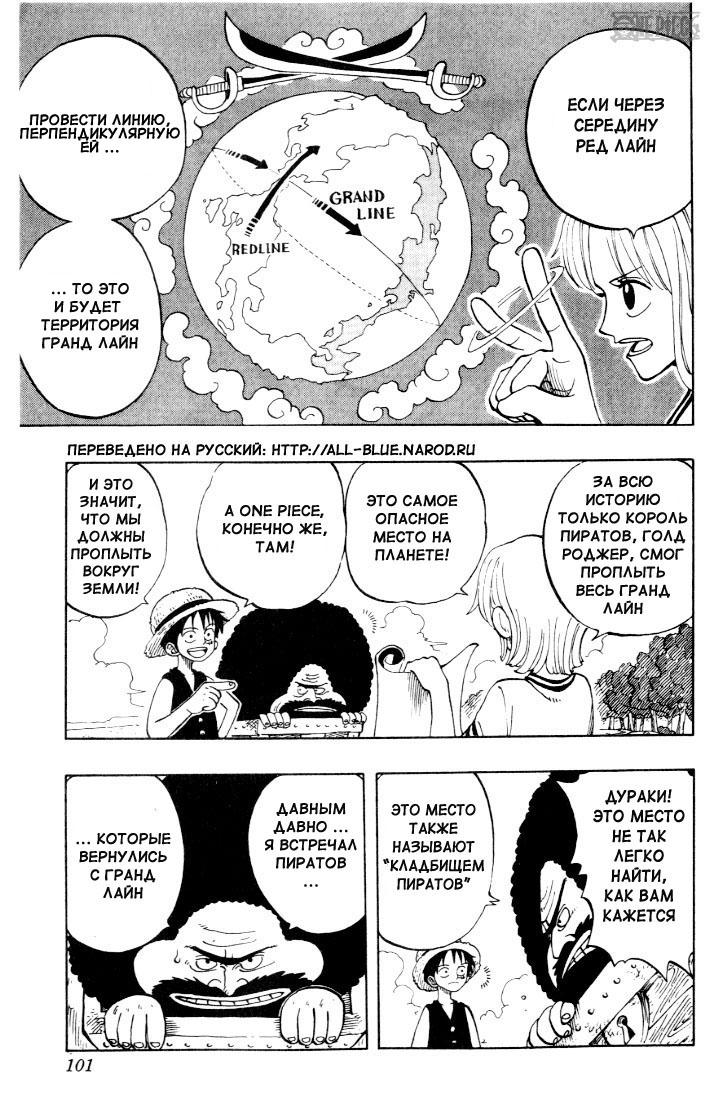 ONE PIECE
ЕСЛИ ЧЕРЕЗ
СЕРЕДИНУ
РЕД ЛАЙН
ПРОВЕСТИ ЛИНИЮ,
ПЕРПЕНДИКУЛЯРНУЮ
ЕЙ ...
GRAND
LINE
REDLINE
... ТО ЭТО
И БУДЕТ
ТЕРРИТОРИЯ
ГРАНД ЛАЙН
ПЕРЕВЕДЕНО НА РУССКИЙ: HTTP://ALL-BLUE.NAROD.RU
ЗА ВСЮ
ИСТОРИЮ
ТОЛЬКО КОРОЛЬ
ПИРАТОВ, ГОЛД
РОДЖЕР, СМОГ
ПРОПЛЫТЬ
ВЕСЬ ГРАНД
ЛАЙН
ЭТО САМОЕ
ОПАСНОЕ
МЕСТО НА
ПЛАНЕТЕ!
А ONE PIECE,
КОНЕЧНО ЖЕ,
ТАМ!
И ЭТО
ЗНАЧИТ,
ЧТО МЫ
ДОЛЖНЫ
ПРОПЛЫТЬ
ВОКРУГ
ЗЕМЛИ!
ДУРАКИ!
ЭТО МЕСТО
НЕ ТАК
ЛЕГКО
НАЙТИ,
КАК ВАМ
КАЖЕТСЯ
ЭТО МЕСТО
ТАКЖЕ
НАЗЫВАЮТ
"КЛАДБИЩЕМ
ПИРАТОВ"
ДАВНЫМ
ДАВНО ...
Я ВСТРЕЧАЛ
ПИРАТОВ
...
... КОТОРЫЕ
ВЕРНУЛИСЬ
С ГРАНД
ЛАЙН
101